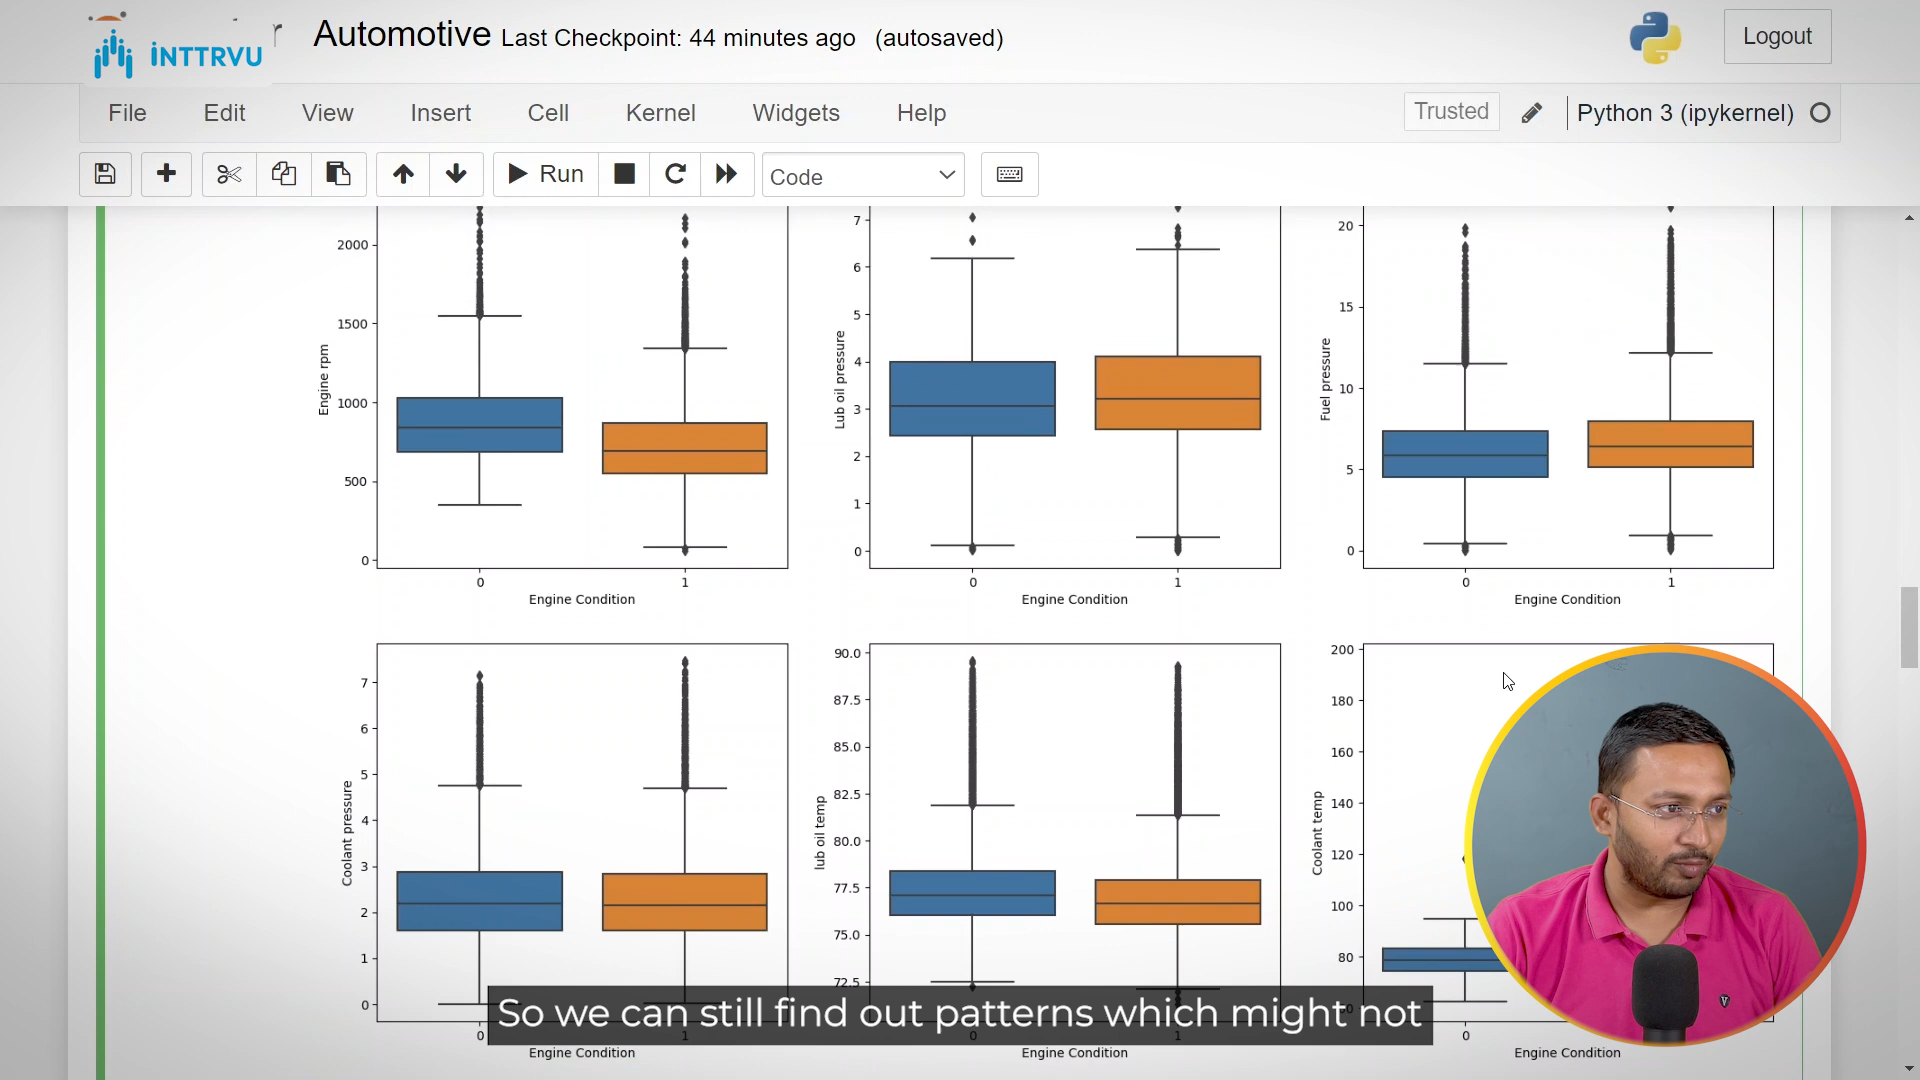 Automotive Last Checkpoint: 44 minutes ago (autosaved)
Logout
INTTRVU
File Edit View Insert Cell Kernel Widgets Help
Trusted
Python 3 (ipykernel)
Run
Code
2000
1500
1000
500
0
Engine rpm
0 1
Engine Condition
7
6
5
4
3
2
1
0
Lub oil pressure
0 1
Engine Condition
20
15
10
5
0
Fuel pressure
0 1
Engine Condition
7
6
5
4
3
2
1
0
Coolant pressure
0 1
Engine Condition
90.0
87.5
85.0
82.5
80.0
77.5
75.0
72.5
lub oil temp
0 1
Engine Condition
200
180
160
140
120
100
80
Coolant temp
0
Engine Condition
So we can still find out patterns which might not